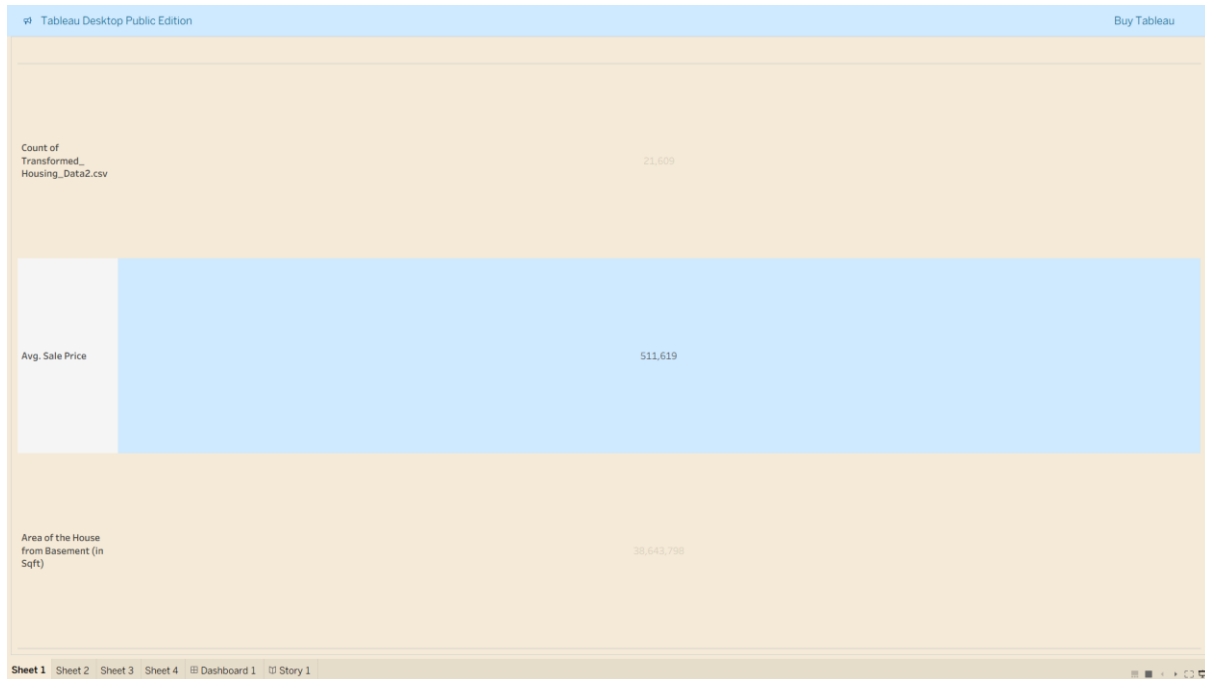 Tableau Desktop Public Edition
Buy Tableau
Count of
Transformed_
Housing_Data2.csv
21,609
Avg. Sale Price
511,619
Area of the House
from Basement (in
Sqft)
38,643,798
Sheet 1 Sheet 2 Sheet 3 Sheet 4 Dashboard 1 Story 1